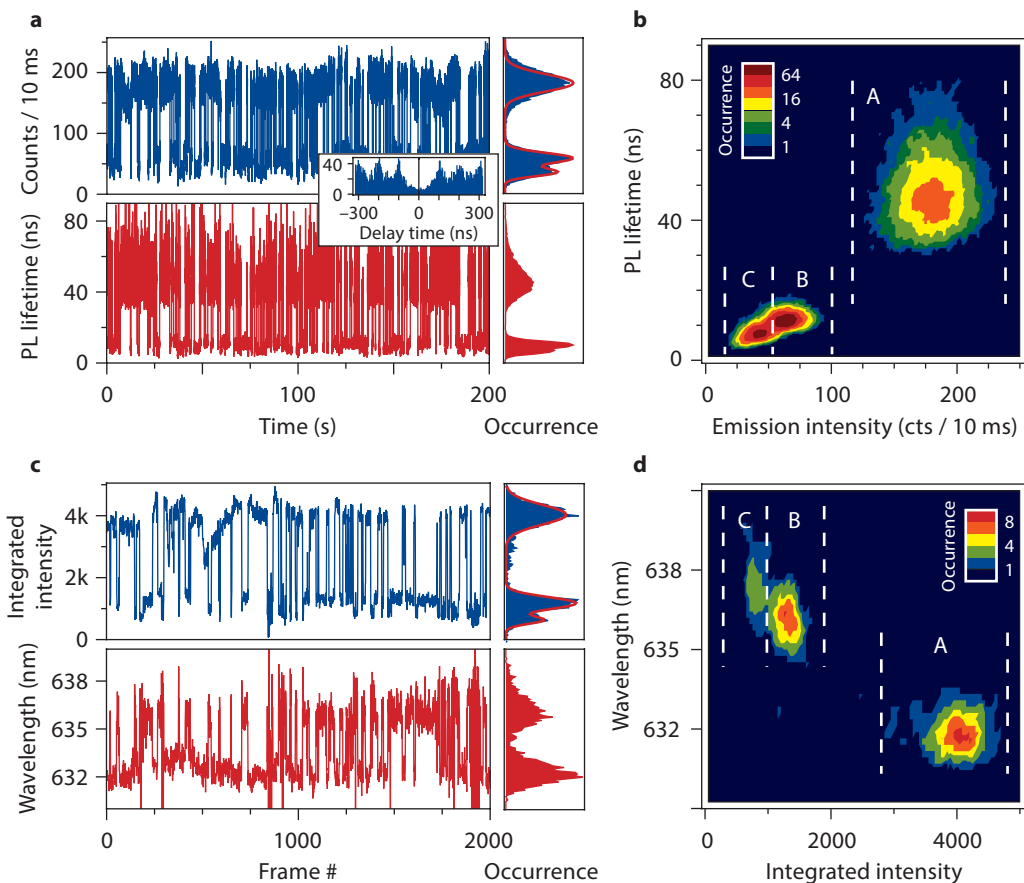 a
Counts / 10 ms
200
100
0
40
0
−300
0
300
Delay time (ns)
PL lifetime (ns)
80
40
0
0
100
200
Time (s)
Occurrence
b
PL lifetime (ns)
80
40
0
Occurrence
64
16
4
1
A
C
B
0
100
200
Emission intensity (cts / 10 ms)
c
Integrated
intensity
4k
2k
0
Wavelength (nm)
638
635
632
0
1000
2000
Frame #
Occurrence
d
Wavelength (nm)
638
635
632
C
B
A
Occurrence
8
4
1
0
2000
4000
Integrated intensity